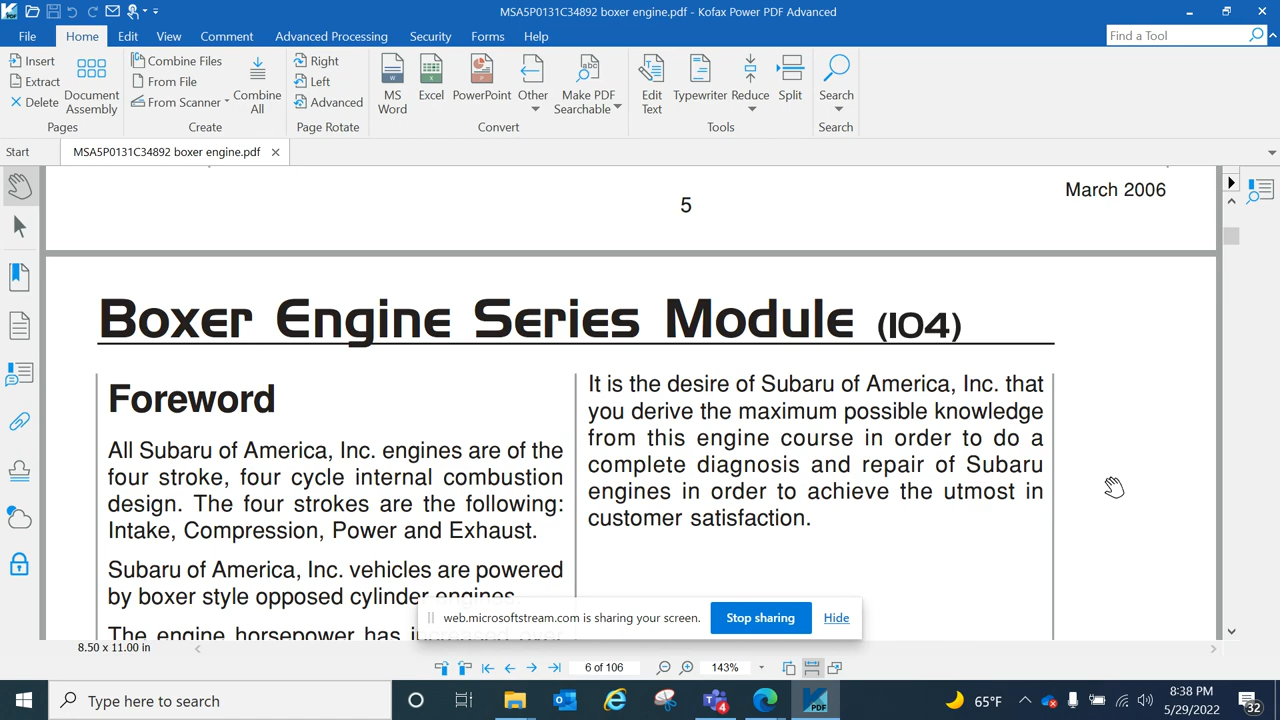 MSA5P0131C34892 boxer engine.pdf - Kofax Power PDF Advanced
File Home Edit View Comment Advanced Processing Security Forms Help
Find a Tool
Insert
Extract
Delete
Document
Assembly
Pages
Combine Files
From File
From Scanner
Combine
All
Create
Right
Left
Advanced
Page Rotate
MS
Word
Excel
PowerPoint
Other
Make PDF
Searchable
Convert
Edit
Text
Typewriter
Reduce
Split
Tools
Search
Search
Start
MSA5P0131C34892 boxer engine.pdf
5
March 2006
Boxer Engine Series Module (104)
Foreword
All Subaru of America, Inc. engines are of the
four stroke, four cycle internal combustion
design. The four strokes are the following:
Intake, Compression, Power and Exhaust.
Subaru of America, Inc. vehicles are powered
by boxer style opposed cylinder engines.
The engine horsepower has increased over
It is the desire of Subaru of America, Inc. that
you derive the maximum possible knowledge
from this engine course in order to do a
complete diagnosis and repair of Subaru
engines in order to achieve the utmost in
customer satisfaction.
web.microsoftstream.com is sharing your screen.
Stop sharing
Hide
8.50 x 11.00 in
6 of 106
143%
Type here to search
4
PDF
65°F
8:38 PM
5/29/2022
32